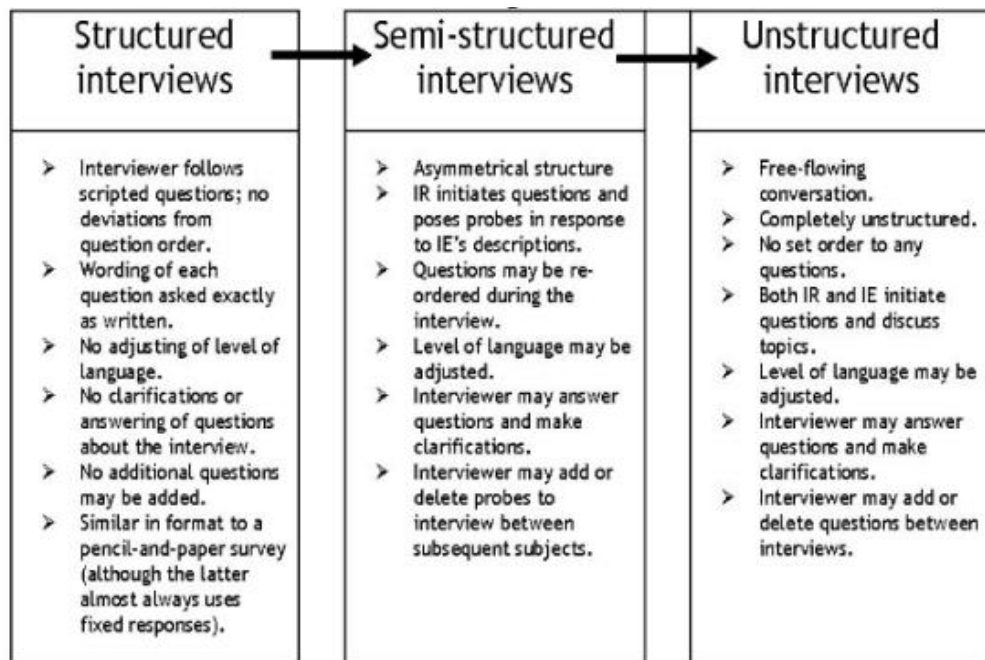 Structured
interviews
➤ Interviewer follows
scripted questions; no
deviations from
question order.
➤ Wording of each
question asked exactly
as written.
➤ No adjusting of level of
language.
➤ No clarifications or
answering of questions
about the interview.
➤ No additional questions
may be added.
➤ Similar in format to a
pencil-and-paper survey
(although the latter
almost always uses
fixed responses).
Semi-structured
interviews
➤ Asymmetrical structure
➤ IR initiates questions and
poses probes in response
to IE's descriptions.
➤ Questions may be re-
ordered during the
interview.
➤ Level of language may be
adjusted.
➤ Interviewer may answer
questions and make
clarifications.
➤ Interviewer may add or
delete probes to
interview between
subsequent subjects.
Unstructured
interviews
➤ Free-flowing
conversation.
➤ Completely unstructured.
➤ No set order to any
questions.
➤ Both IR and IE initiate
questions and discuss
topics.
➤ Level of language may be
adjusted.
➤ Interviewer may answer
questions and make
clarifications.
➤ Interviewer may add or
delete questions between
interviews.